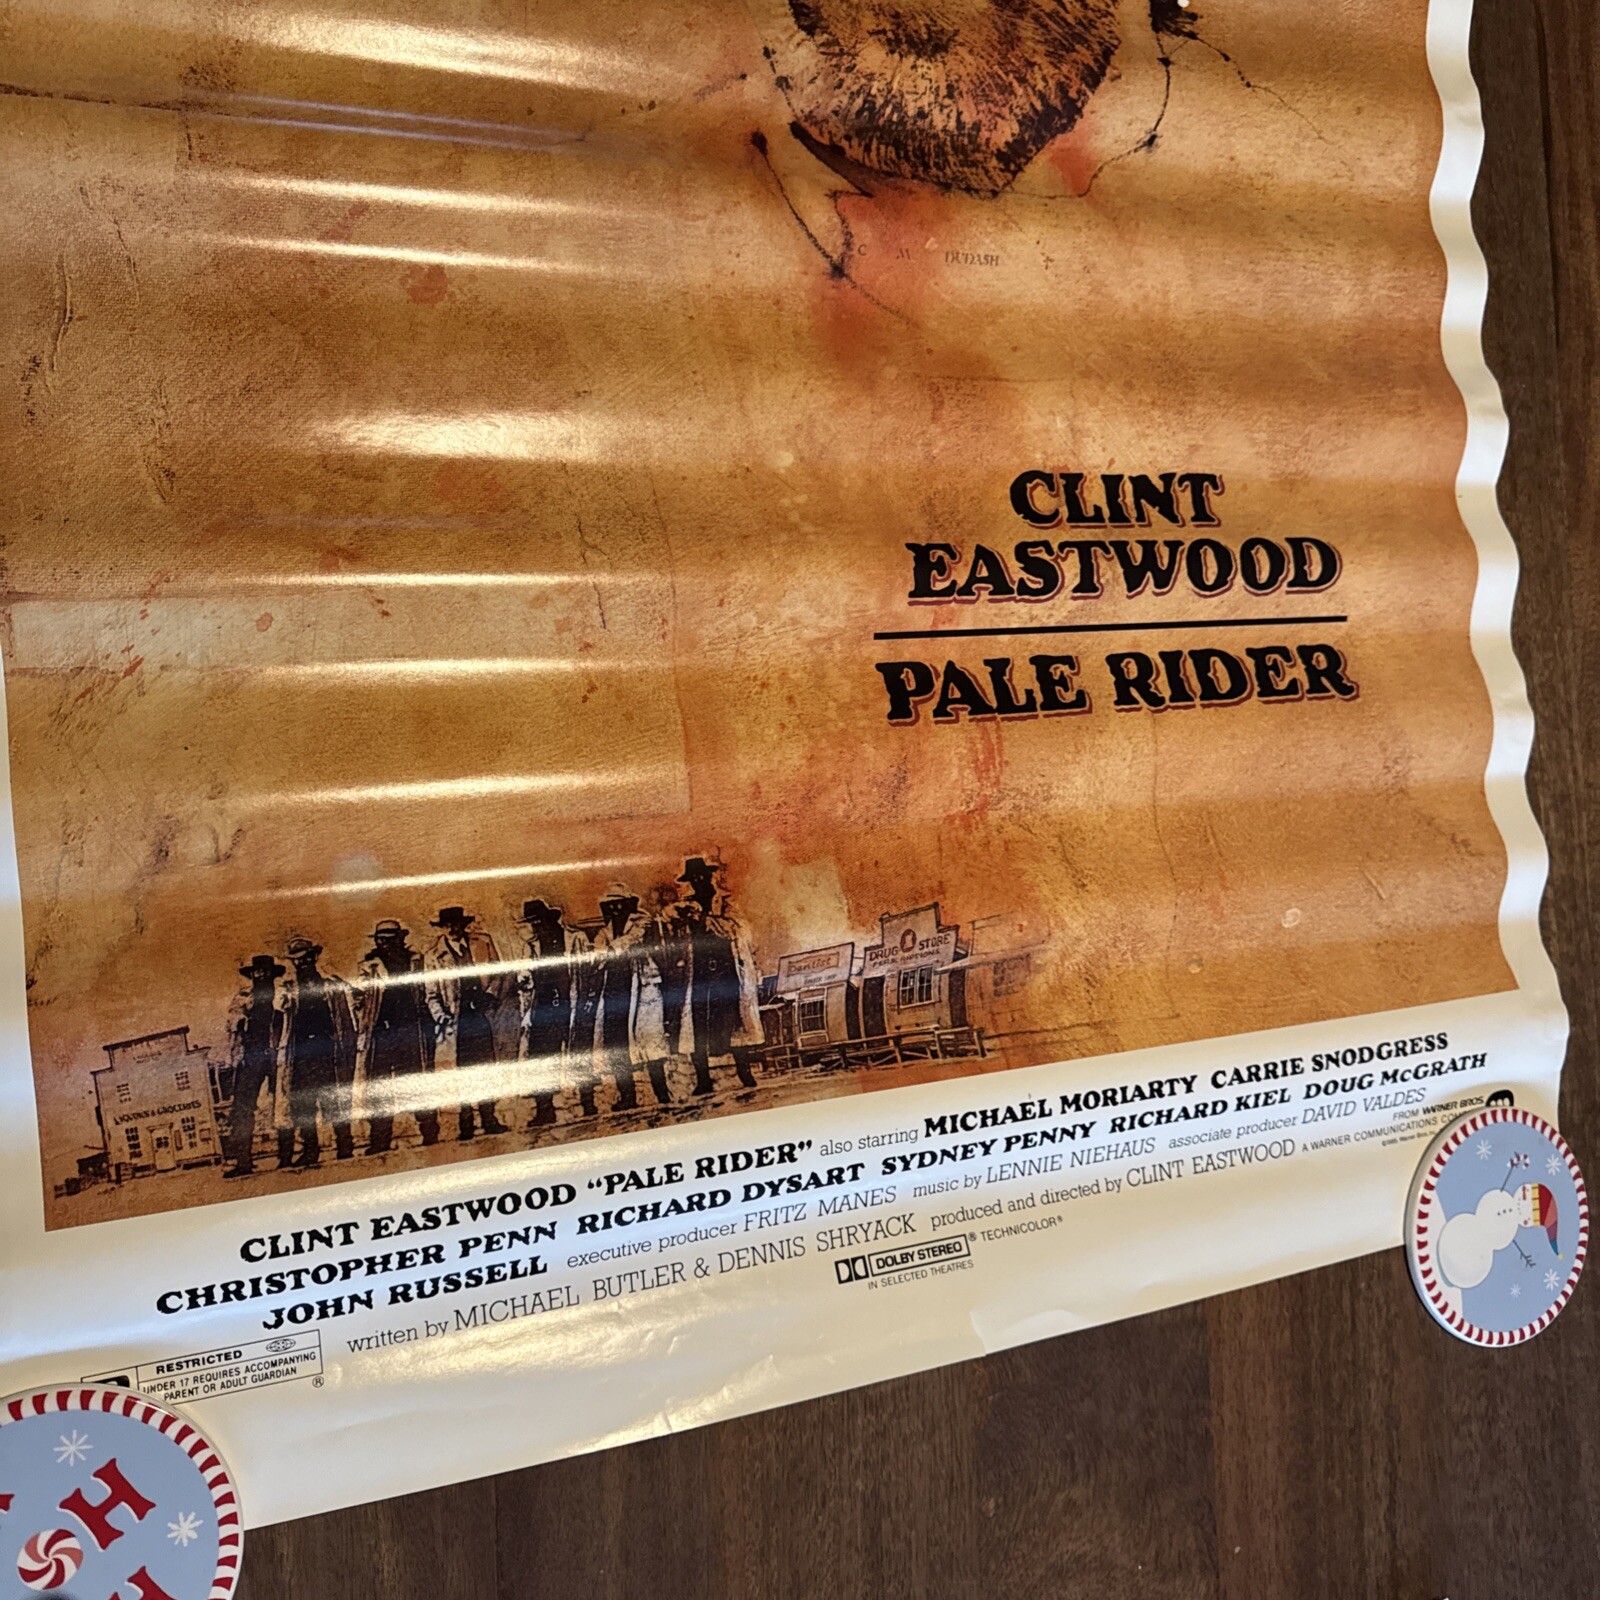 C M DUDASH
CLINT
EASTWOOD
PALE RIDER
DRUG STORE
LIQUORS & GROCERIES
CLINT EASTWOOD “PALE RIDER” also starring MICHAEL MORIARTY CARRIE SNODGRESS
CHRISTOPHER PENN RICHARD DYSART SYDNEY PENNY RICHARD KIEL DOUG McGRATH
JOHN RUSSELL executive producer FRITZ MANES music by LENNIE NIEHAUS associate producer DAVID VALDES
written by MICHAEL BUTLER & DENNIS SHRYACK produced and directed by CLINT EASTWOOD
FROM WARNER BROS.
A WARNER COMMUNICATIONS
DOLBY STEREO ® TECHNICOLOR®
IN SELECTED THEATRES
RESTRICTED
UNDER 17 REQUIRES ACCOMPANYING
PARENT OR ADULT GUARDIAN ®
H
H